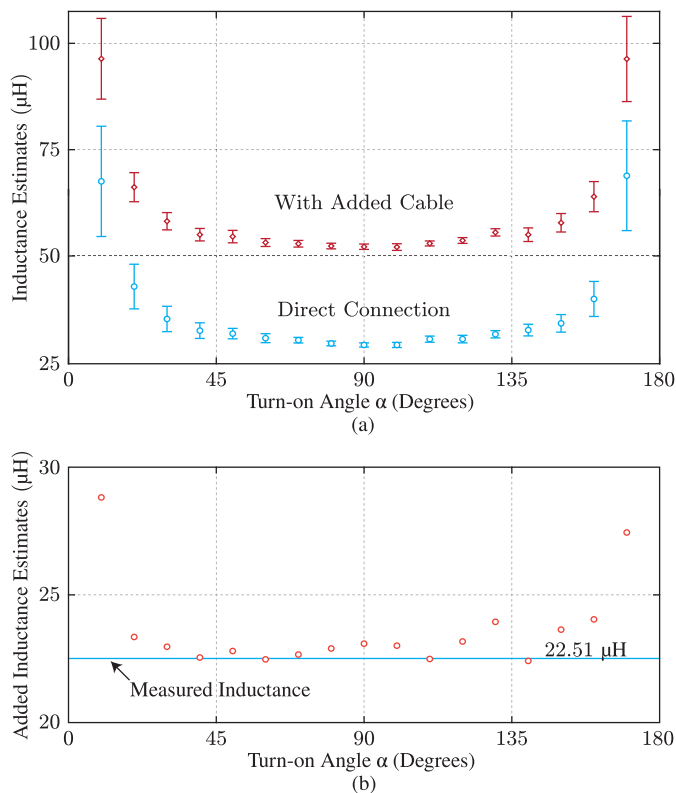 Inductance Estimates (μH)
100
75
50
25
With Added Cable
Direct Connection
0 45 90 135 180
Turn-on Angle α (Degrees)
(a)
Added Inductance Estimates (μH)
30
25
20
22.51 μH
Measured Inductance
0 45 90 135 180
Turn-on Angle α (Degrees)
(b)